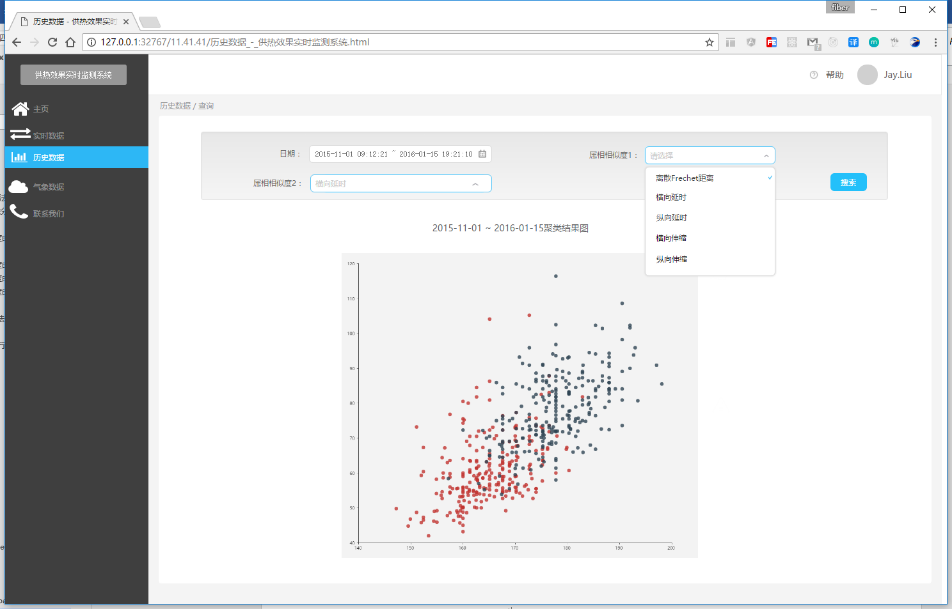 fiber
历史数据 - 供热效果实时
127.0.0.1:32767/11.41.41/历史数据_-_供热效果实时监测系统.html
供热效果实时监测系统
帮助
Jay.Liu
主页
实时数据
历史数据
气象数据
联系我们
历史数据 / 查询
日期：
2015-11-01 09:12:21 ~ 2016-01-15 19:21:10
属相相似度1：
请选择
属相相似度2：
横向延时
离散Frechet距离
横向延时
纵向延时
横向伸缩
纵向伸缩
搜索
2015-11-01 ~ 2016-01-15聚类结果图
120
110
100
90
80
70
60
50
40
140
150
160
170
180
190
200